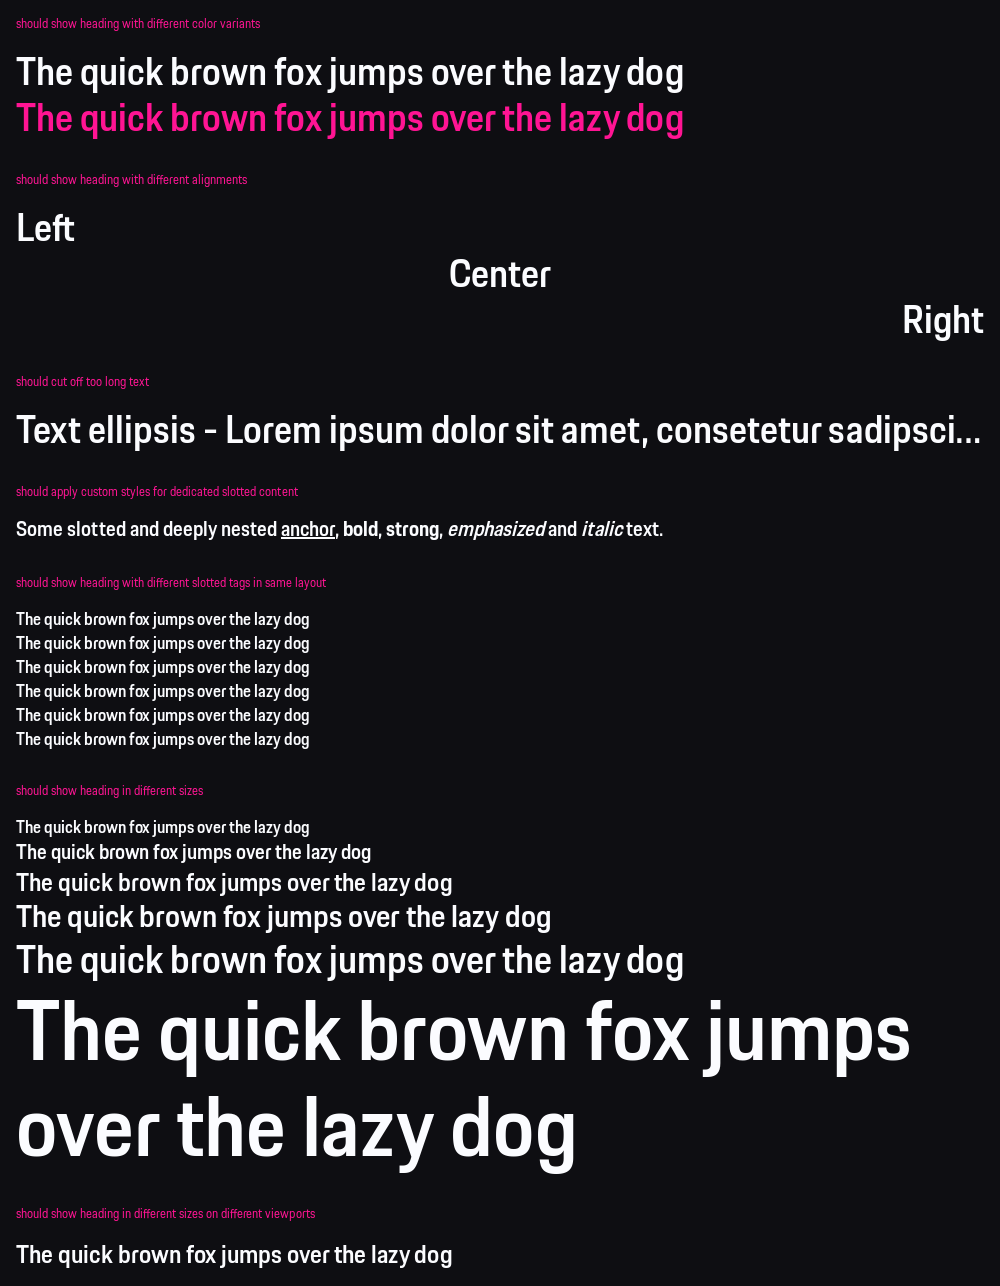 should show heading with different color variants
The quick brown fox jumps over the lazy dog
The quick brown fox jumps over the lazy dog
should show heading with different alignments
Left
Center
Right
should cut off too long text
Text ellipsis - Lorem ipsum dolor sit amet, consetetur sadipsci...
should apply custom styles for dedicated slotted content
Some slotted and deeply nested anchor, bold, strong, emphasized and italic text.
should show heading with different slotted tags in same layout
The quick brown fox jumps over the lazy dog
The quick brown fox jumps over the lazy dog
The quick brown fox jumps over the lazy dog
The quick brown fox jumps over the lazy dog
The quick brown fox jumps over the lazy dog
The quick brown fox jumps over the lazy dog
should show heading in different sizes
The quick brown fox jumps over the lazy dog
The quick brown fox jumps over the lazy dog
The quick brown fox jumps over the lazy dog
The quick brown fox jumps over the lazy dog
The quick brown fox jumps over the lazy dog
The quick brown fox jumps
over the lazy dog
should show heading in different sizes on different viewports
The quick brown fox jumps over the lazy dog